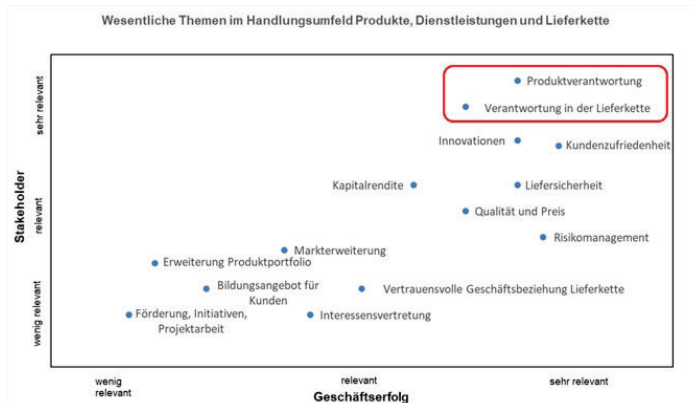 Wesentliche Themen im Handlungsumfeld Produkte, Dienstleistungen und Lieferkette
Stakeholder
sehr relevant
relevant
wenig relevant
Produktverantwortung
Verantwortung in der Lieferkette
Innovationen
Kundenzufriedenheit
Kapitalrendite
Liefersicherheit
Qualität und Preis
Risikomanagement
Markterweiterung
Erweiterung Produktportfolio
Bildungsangebot für
Kunden
Vertrauensvolle Geschäftsbeziehung Lieferkette
Förderung, Initiativen,
Projektarbeit
Interessensvertretung
wenig
relevant
relevant
sehr relevant
Geschäftserfolg